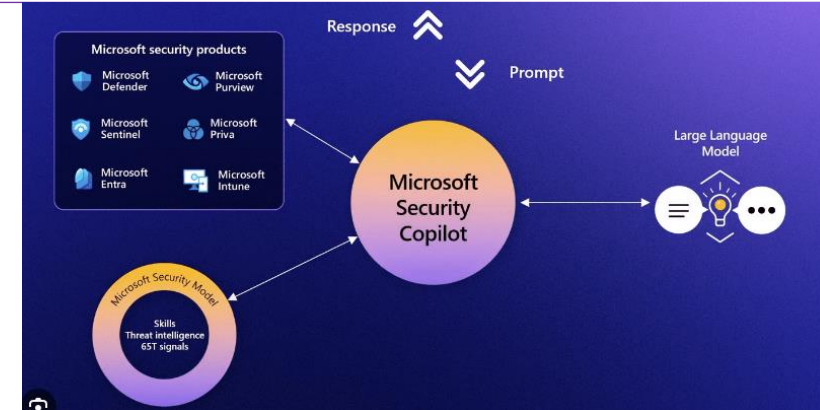 Response
Prompt
Microsoft security products
Microsoft
Defender
Microsoft
Purview
Microsoft
Sentinel
Microsoft
Priva
Microsoft
Entra
Microsoft
Intune
Microsoft
Security
Copilot
Large Language
Model
Microsoft Security Model
Skills
Threat intelligence
65T signals